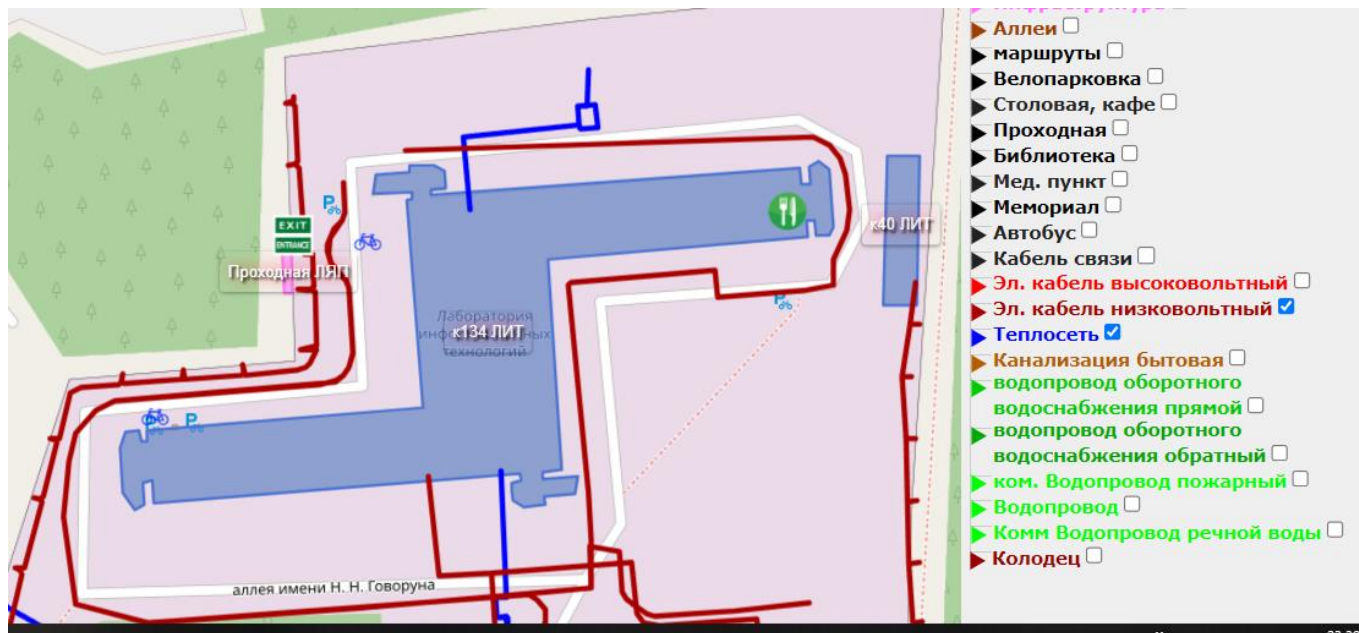 Аллеи
маршруты
Велопарковка
Столовая, кафе
Проходная
Библиотека
Мед. пункт
Мемориал
Автобус
Кабель связи
Эл. кабель высоковольтный
Эл. кабель низковольтный
Теплосеть
Канализация бытовая
водопровод оборотного
водоснабжения прямой
водопровод оборотного
водоснабжения обратный
ком. Водопровод пожарный
Водопровод
Комм Водопровод речной воды
Колодец
P
EXIT
ENTRANCE
Проходная ЛЯП
к40 ЛИТ
P
Лаборатория
к134 ЛИТ
технологий
P
P
аллея имени Н. Н. Говоруна